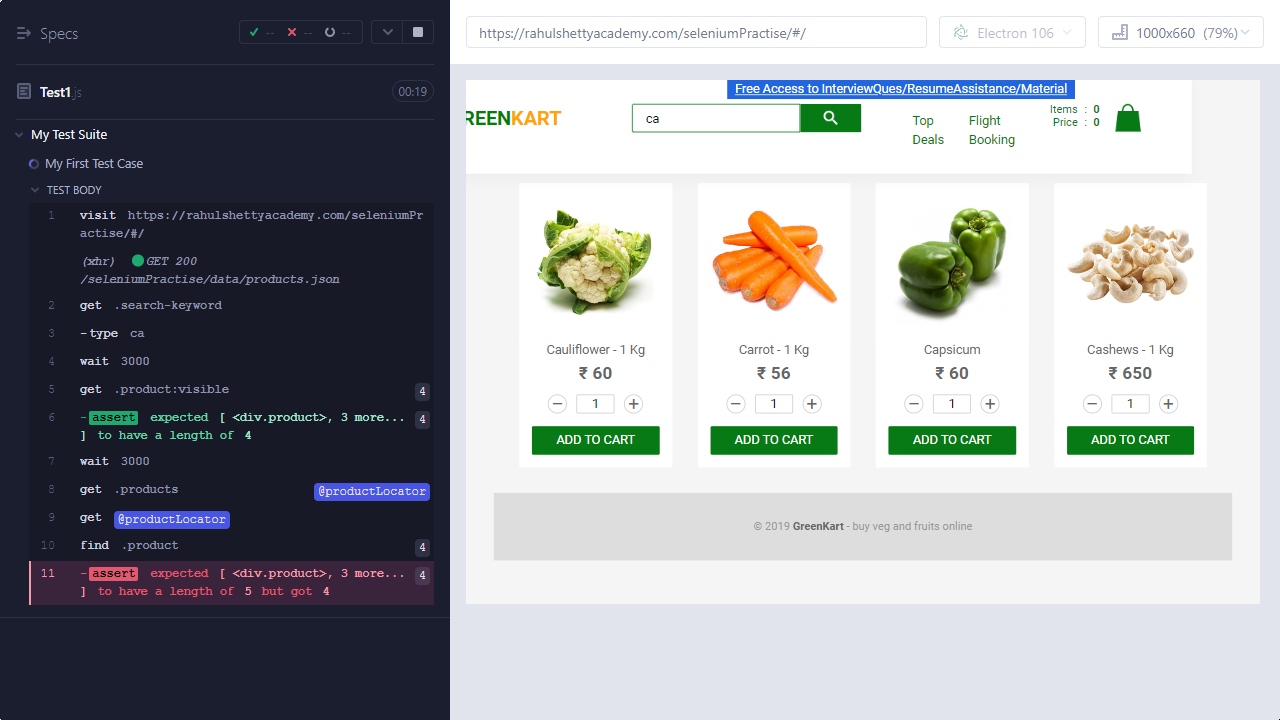 Specs
-- -- --
Test1.js
00:19
My Test Suite
My First Test Case
TEST BODY
1 visit https://rahulshettyacademy.com/seleniumPr
actise/#/
(xhr) GET 200
/seleniumPractise/data/products.json
2 get .search-keyword
3 -type ca
4 wait 3000
5 get .product:visible 4
6 -assert expected [ <div.product>, 3 more... 4
] to have a length of 4
7 wait 3000
8 get .products @productLocator
9 get @productLocator
10 find .product 4
11 -assert expected [ <div.product>, 3 more... 4
] to have a length of 5 but got 4
https://rahulshettyacademy.com/seleniumPractise/#/
Electron 106
1000x660 (79%)
Free Access to InterviewQues/ResumeAssistance/Material
REENKART
ca
Top
Deals
Flight
Booking
Items : 0
Price : 0
Cauliflower - 1 Kg
₹ 60
− 1 +
ADD TO CART
Carrot - 1 Kg
₹ 56
− 1 +
ADD TO CART
Capsicum
₹ 60
− 1 +
ADD TO CART
Cashews - 1 Kg
₹ 650
− 1 +
ADD TO CART
© 2019 GreenKart - buy veg and fruits online